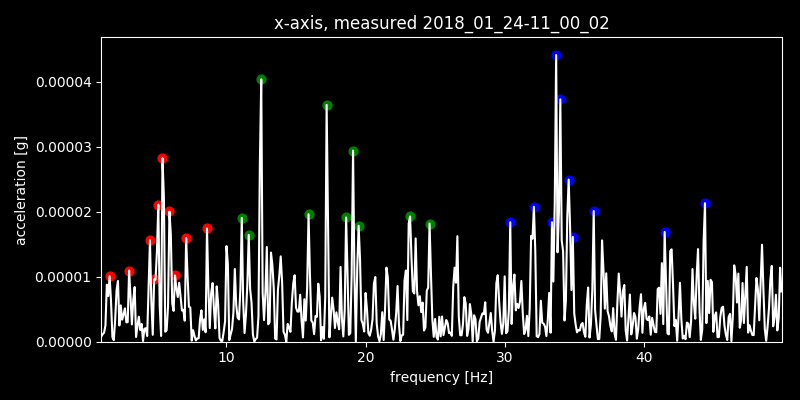 x-axis, measured 2018_01_24-11_00_02
acceleration [g]
0.00004
0.00003
0.00002
0.00001
0.00000
10 20 30 40
frequency [Hz]